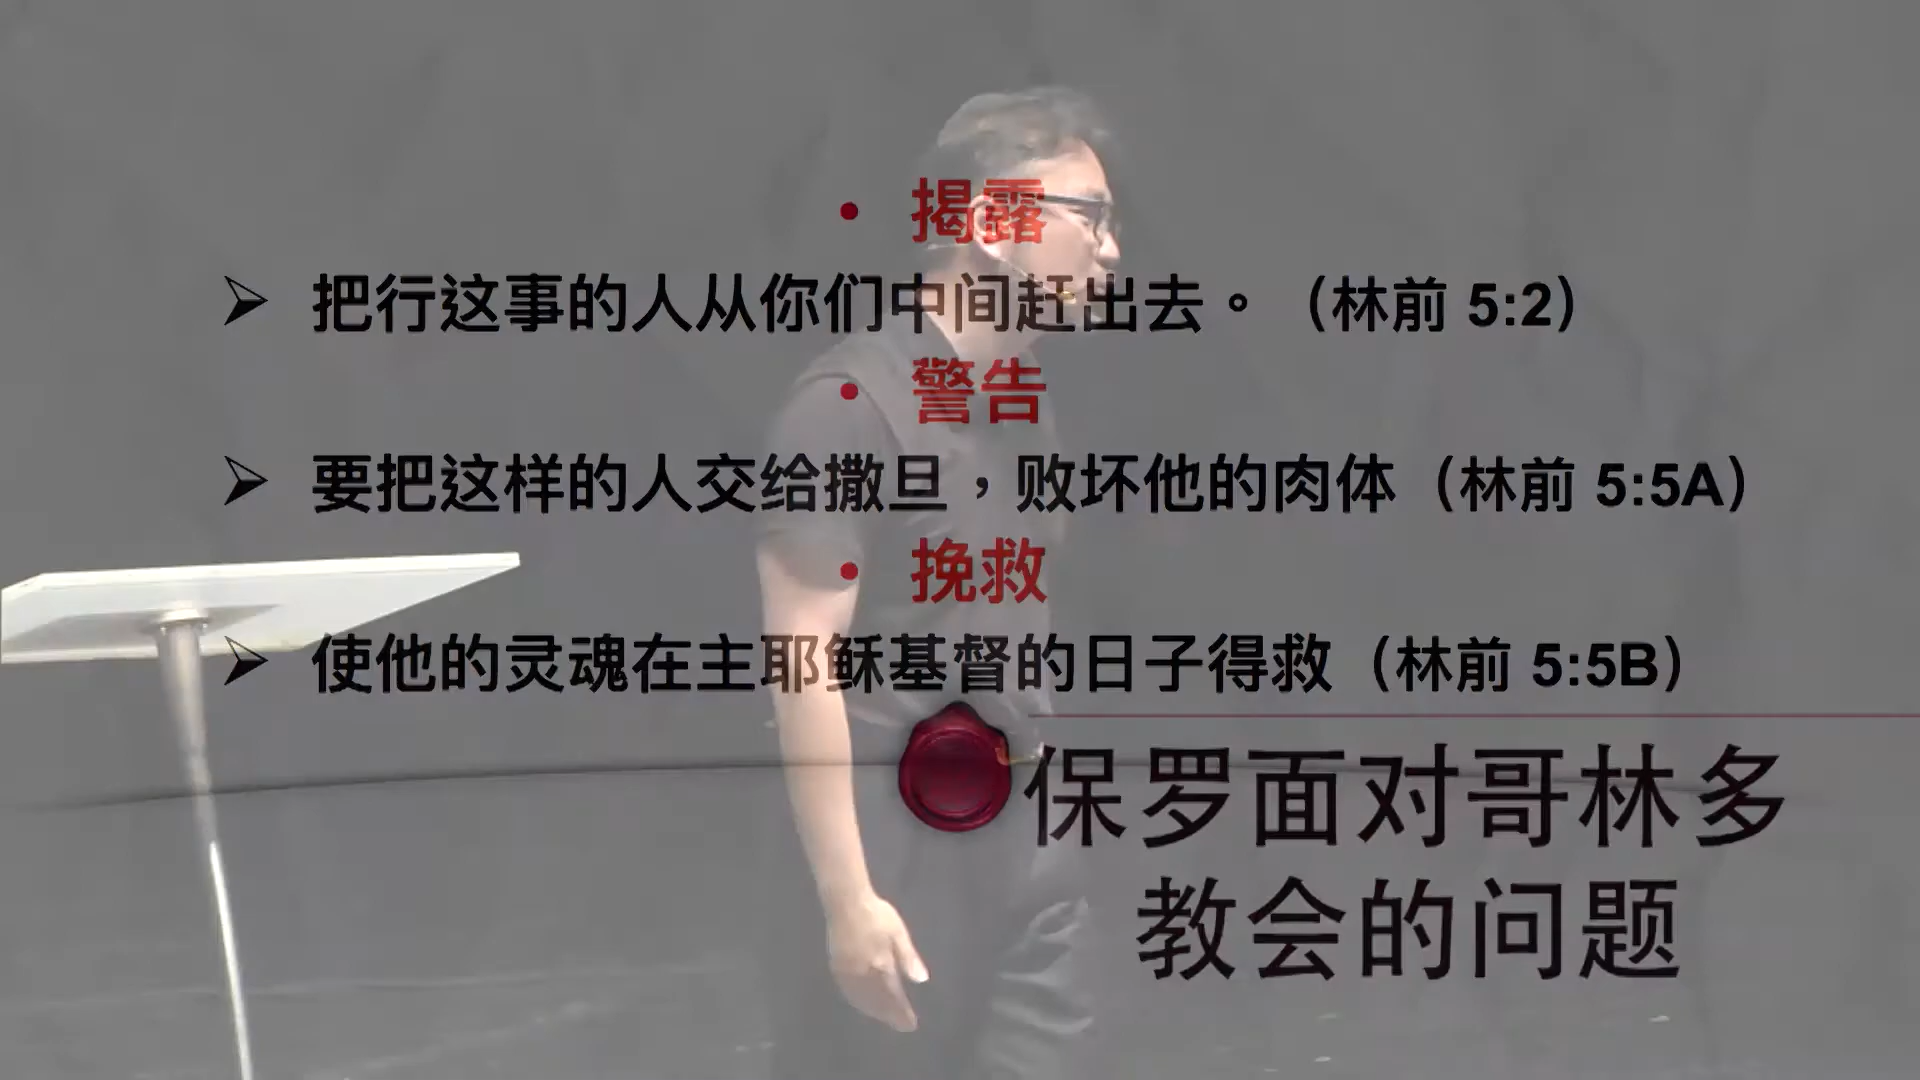 • 揭露
➢ 把行这事的人从你们中间赶出去。（林前 5:2）
• 警告
➢ 要把这样的人交给撒旦，败坏他的肉体（林前 5:5A）
• 挽救
➢ 使他的灵魂在主耶稣基督的日子得救（林前 5:5B）
保罗面对哥林多
教会的问题